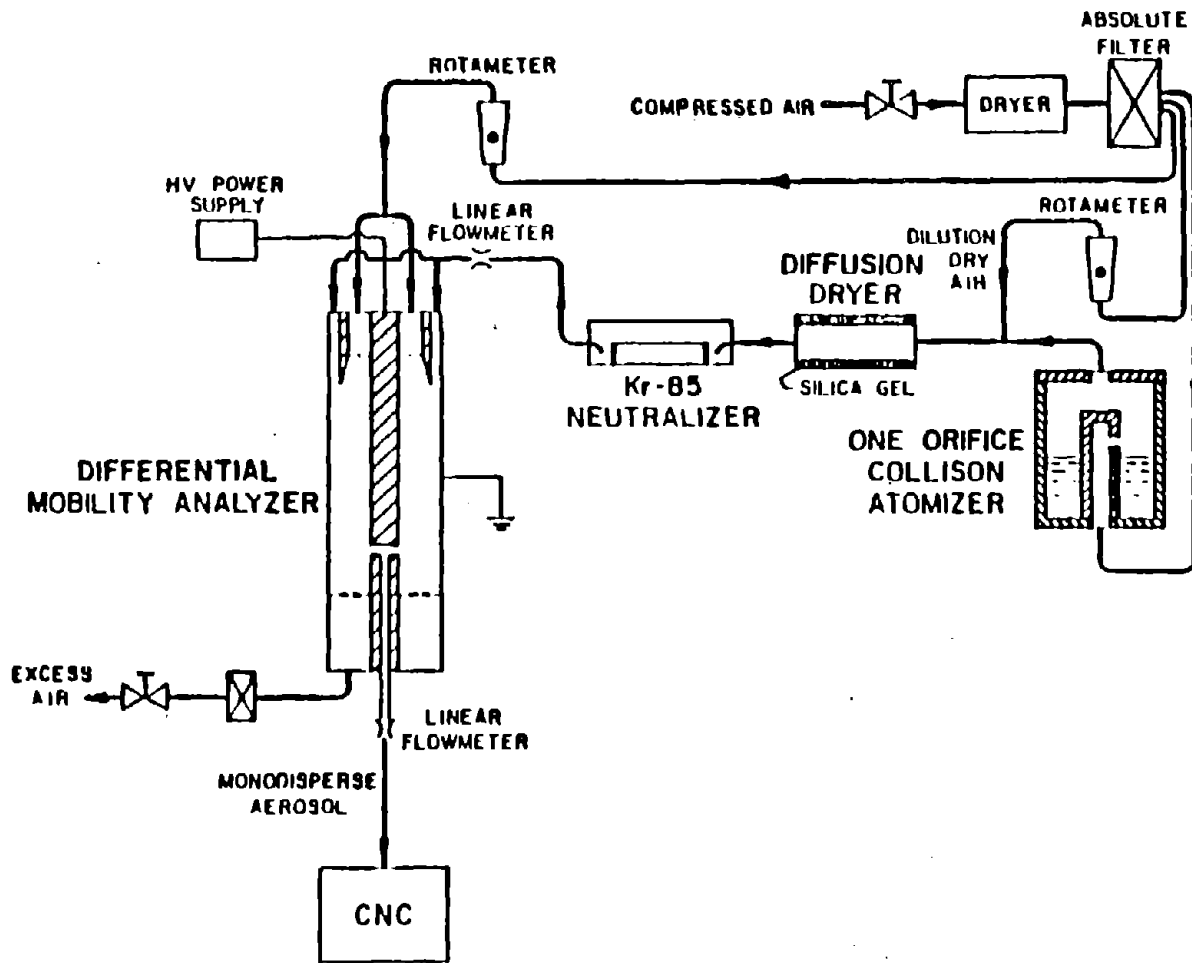 ABSOLUTE
FILTER
ROTAMETER
COMPRESSED AIR
DRYER
HV POWER
SUPPLY
LINEAR
FLOWMETER
ROTAMETER
DILUTION
DRY
AIR
DIFFUSION
DRYER
SILICA GEL
Kr-85
NEUTRALIZER
ONE ORIFICE
COLLISON
ATOMIZER
DIFFERENTIAL
MOBILITY ANALYZER
EXCESS
AIR
LINEAR
FLOWMETER
MONODISPERSE
AEROSOL
CNC